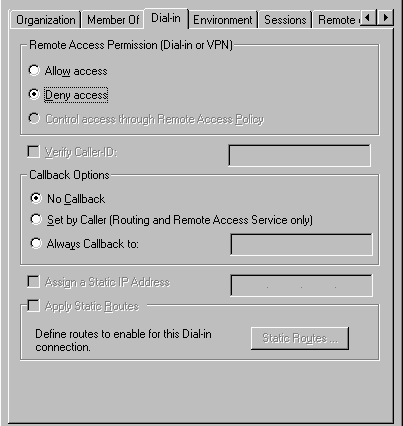 Organization Member Of Dial-in Environment Sessions Remote
Remote Access Permission (Dial-in or VPN)
Allow access
Deny access
Control access through Remote Access Policy
Verify Caller-ID:
Callback Options
No Callback
Set by Caller (Routing and Remote Access Service only)
Always Callback to:
Assign a Static IP Address
Apply Static Routes
Define routes to enable for this Dial-in
connection.
Static Routes ...